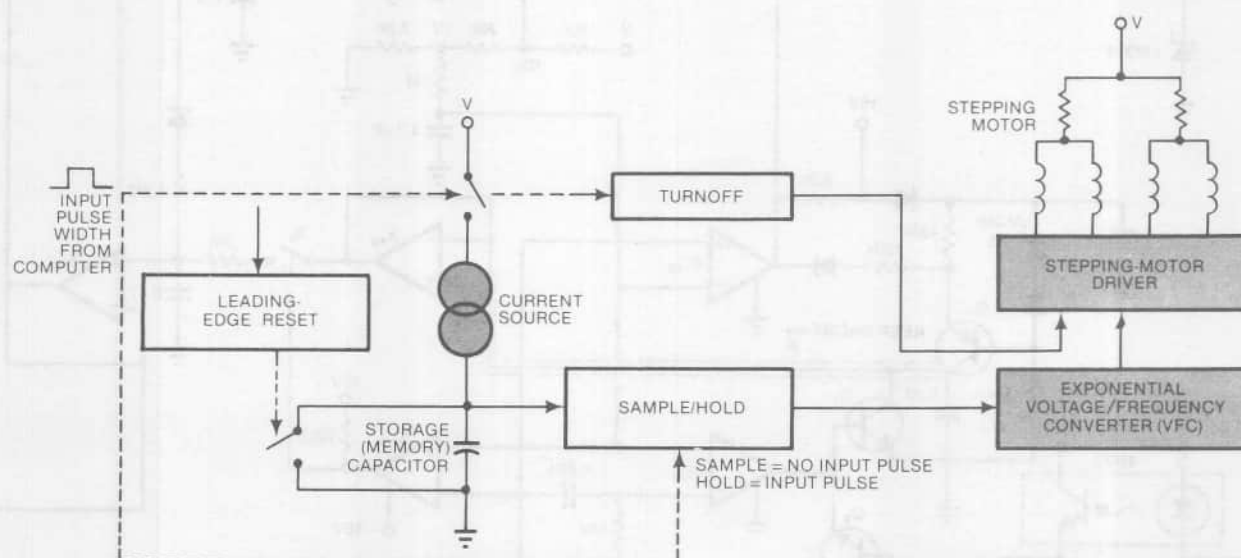 V
STEPPING
MOTOR
V
INPUT
PULSE
WIDTH
FROM
COMPUTER
TURNOFF
LEADING-
EDGE RESET
CURRENT
SOURCE
STEPPING-MOTOR
DRIVER
STORAGE
(MEMORY)
CAPACITOR
SAMPLE/HOLD
EXPONENTIAL
VOLTAGE/FREQUENCY
CONVERTER (VFC)
SAMPLE = NO INPUT PULSE
HOLD = INPUT PULSE